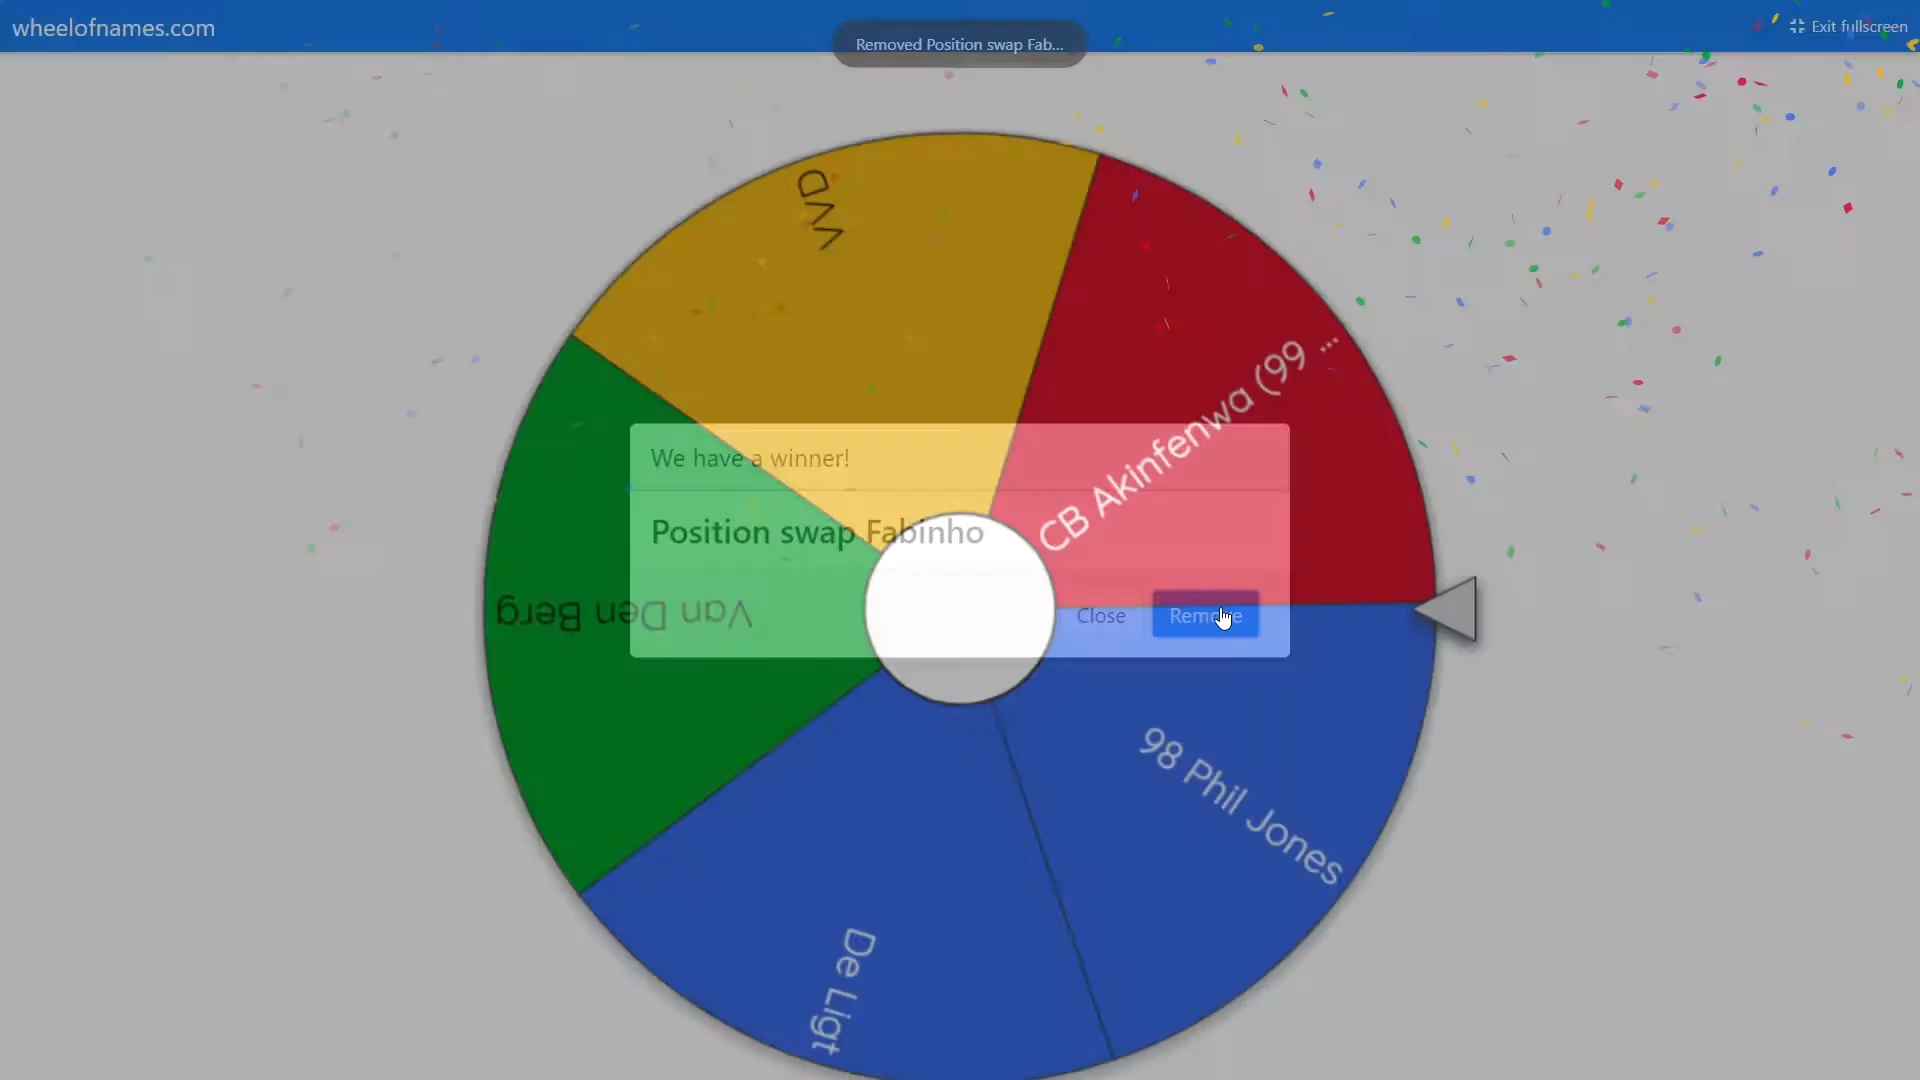 wheelofnames.com
Removed Position swap Fab...
Exit fullscreen
VVD
CB Akinfenwa (99 ...
We have a winner!
Position swap Fabinho
Van Den Berg
Close
Remove
98 Phil Jones
De Ligt